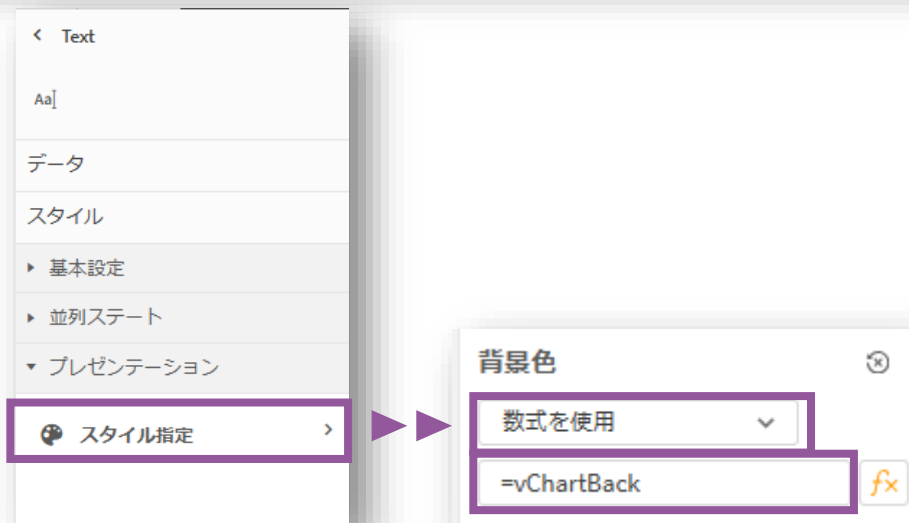 Text
Aa
データ
スタイル
基本設定
並列ステート
プレゼンテーション
スタイル指定
背景色
数式を使用
=vChartBack
fx